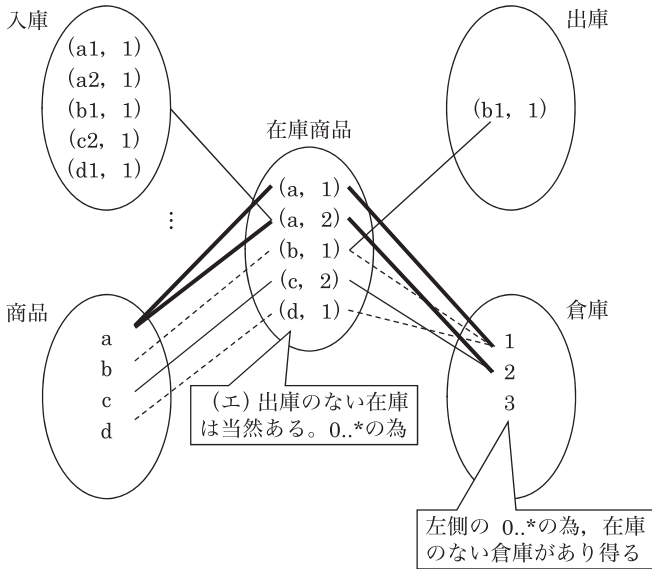 入庫
(a1, 1)
(a2, 1)
(b1, 1)
(c2, 1)
(d1, 1)
⋮
出庫
(b1, 1)
在庫商品
(a, 1)
(a, 2)
(b, 1)
(c, 2)
(d, 1)
商品
a
b
c
d
倉庫
1
2
3
(エ)出庫のない在庫
は当然ある。0..*の為
左側の 0..*の為,在庫
のない倉庫があり得る